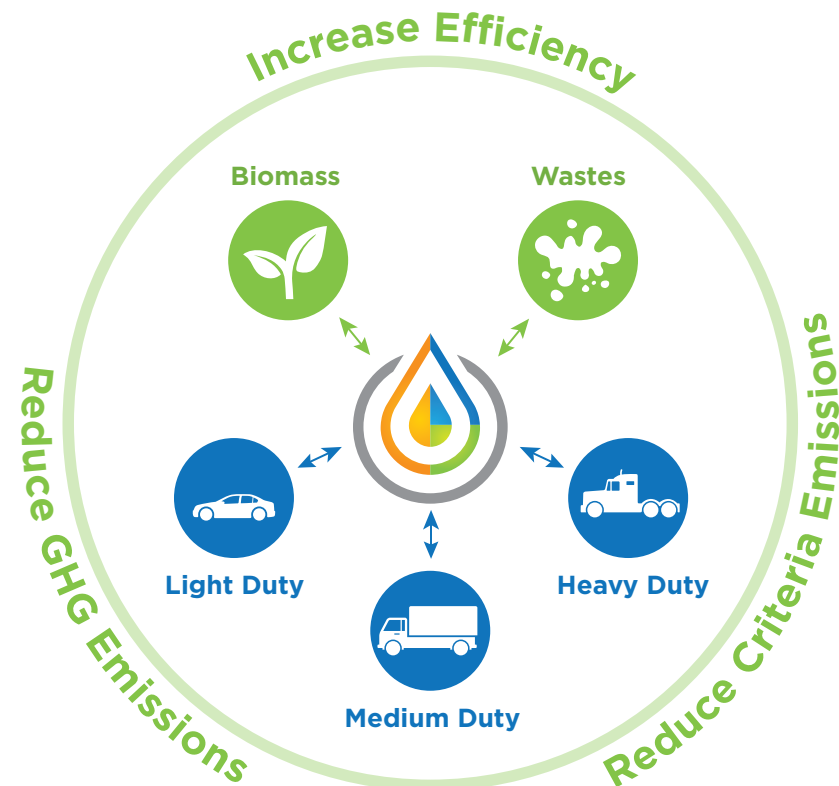 Increase Efficiency
Biomass
Wastes
Reduce GHG Emissions
Reduce Criteria Emissions
Light Duty
Heavy Duty
Medium Duty